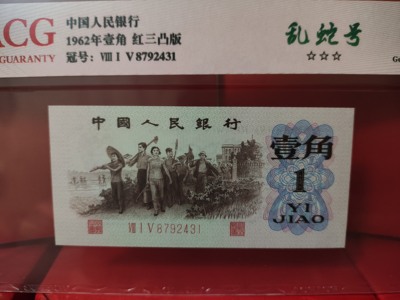 ACG
GUARANTY
中国人民银行
1962年壹角 红三凸版
冠号: Ⅷ Ⅰ Ⅴ 8792431
乱蛇号
☆☆☆
中國人民銀行
壹角
1
YI
JIAO
Ⅷ Ⅰ Ⅴ 8792431